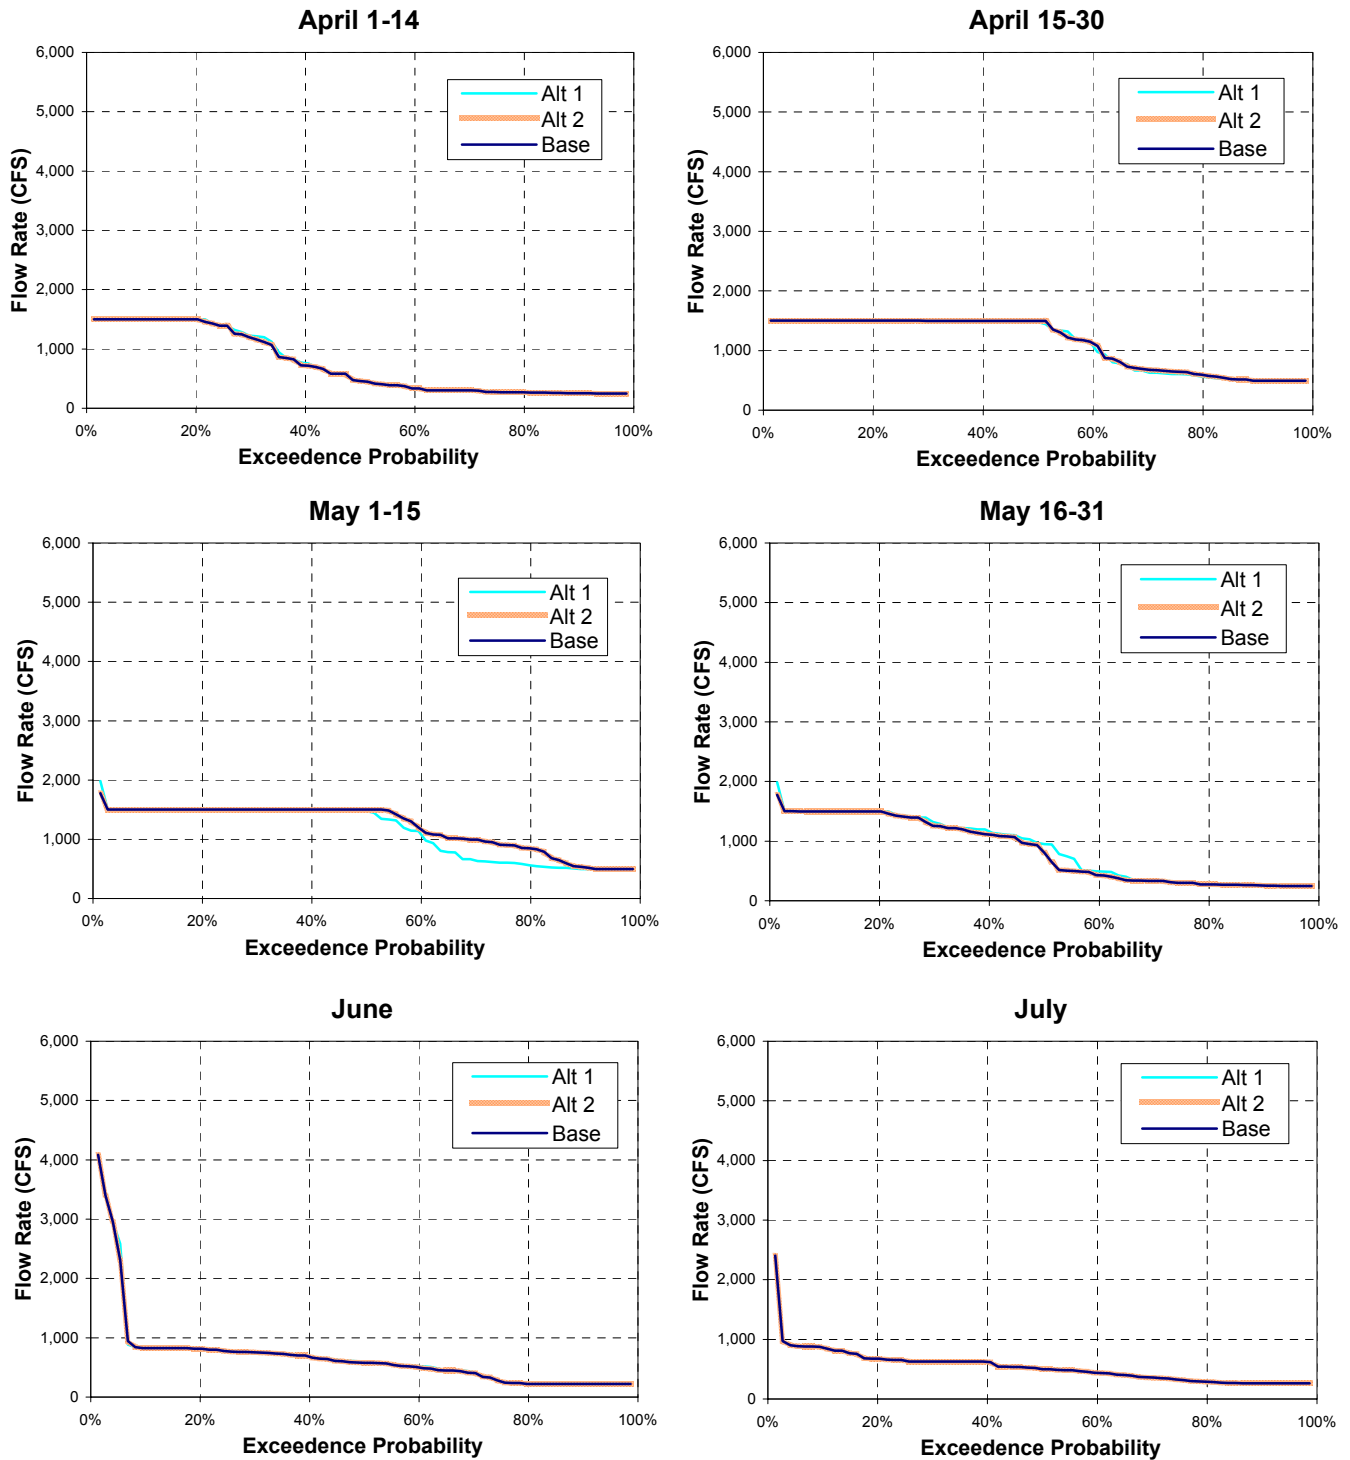 April 1-14
6,000
5,000
4,000
3,000
2,000
1,000
0
Flow Rate (CFS)
Alt 1
Alt 2
Base
0% 20% 40% 60% 80% 100%
Exceedence Probability
April 15-30
6,000
5,000
4,000
3,000
2,000
1,000
0
Flow Rate (CFS)
Alt 1
Alt 2
Base
0% 20% 40% 60% 80% 100%
Exceedence Probability
May 1-15
6,000
5,000
4,000
3,000
2,000
1,000
0
Flow Rate (CFS)
Alt 1
Alt 2
Base
0% 20% 40% 60% 80% 100%
Exceedence Probability
May 16-31
6,000
5,000
4,000
3,000
2,000
1,000
0
Flow Rate (CFS)
Alt 1
Alt 2
Base
0% 20% 40% 60% 80% 100%
Exceedence Probability
June
6,000
5,000
4,000
3,000
2,000
1,000
0
Flow Rate (CFS)
Alt 1
Alt 2
Base
0% 20% 40% 60% 80% 100%
Exceedence Probability
July
6,000
5,000
4,000
3,000
2,000
1,000
0
Flow Rate (CFS)
Alt 1
Alt 2
Base
0% 20% 40% 60% 80% 100%
Exceedence Probability